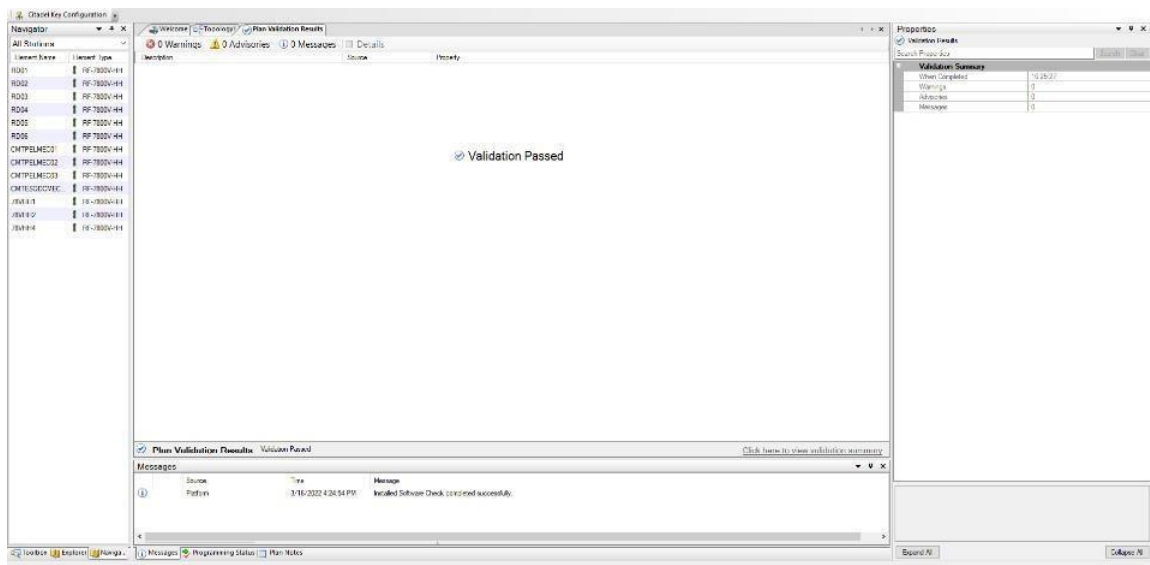 Citadel Key Configuration
Navigator
All Stations
Element Name Element Type
RD01 RF-7800V-HH
RD02 RF-7800V-HH
RD03 RF-7800V-HH
RD04 RF-7800V-HH
RD05 RF-7800V-HH
RD06 RF-7800V-HH
CMTPELMEC01 RF-7800V-HH
CMTPELMEC02 RF-7800V-HH
CMTPELMEC03 RF-7800V-HH
RF-7800V-HH
RF-7800V-HH
RF-7800V-HH
RF-7800V-HH
Toolbox Explorer Naviga..
Welcome Topology Plan Validation Results
0 Warnings 0 Advisories 0 Messages Details
Description Source Property
Validation Passed
Plan Validation Results Validation Passed
Click here to view validation summary
Messages
Source Time Message
Platform 3/16/2022 4:24:54 PM Installed Software Check completed successfully.
Messages Programming Status Plan Notes
Properties
Validation Results
Search Properties Search Clear
Validation Summary
When Completed 16:26:27
Warnings 0
Advisories 0
Messages 0
Expand All Collapse All